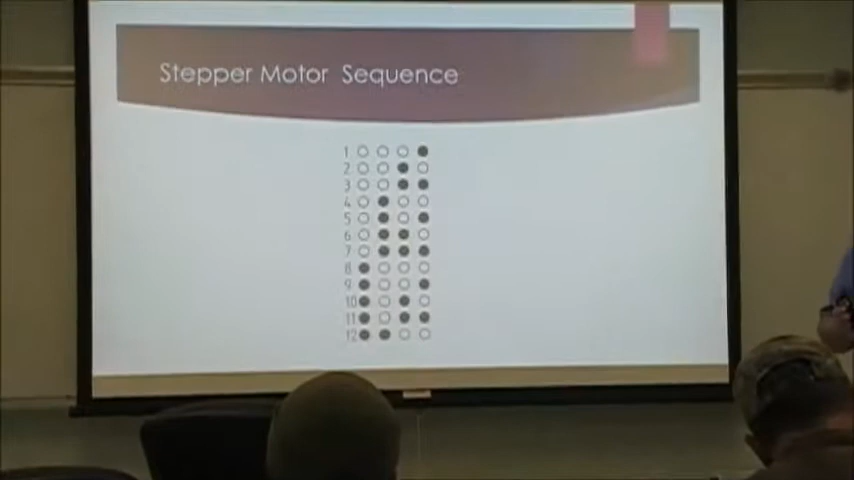 Stepper Motor Sequence
1 ○ ○ ○ ●
2 ○ ○ ● ○
3 ○ ○ ● ●
4 ○ ● ○ ○
5 ○ ● ○ ●
6 ○ ● ● ○
7 ○ ● ● ●
8 ● ○ ○ ○
9 ● ○ ○ ●
10 ● ○ ● ○
11 ● ○ ● ●
12 ● ● ○ ○